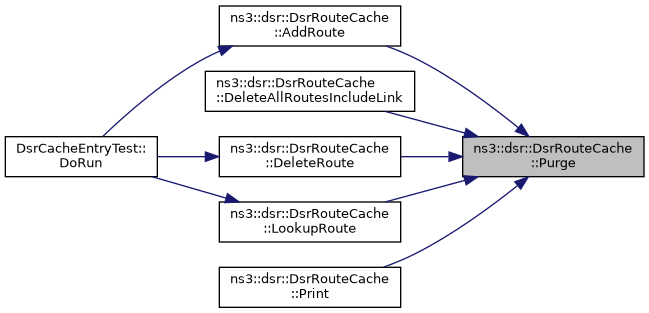 ns3::dsr::DsrRouteCache
::AddRoute
ns3::dsr::DsrRouteCache
::DeleteAllRoutesIncludeLink
DsrCacheEntryTest::
DoRun
ns3::dsr::DsrRouteCache
::DeleteRoute
ns3::dsr::DsrRouteCache
::Purge
ns3::dsr::DsrRouteCache
::LookupRoute
ns3::dsr::DsrRouteCache
::Print